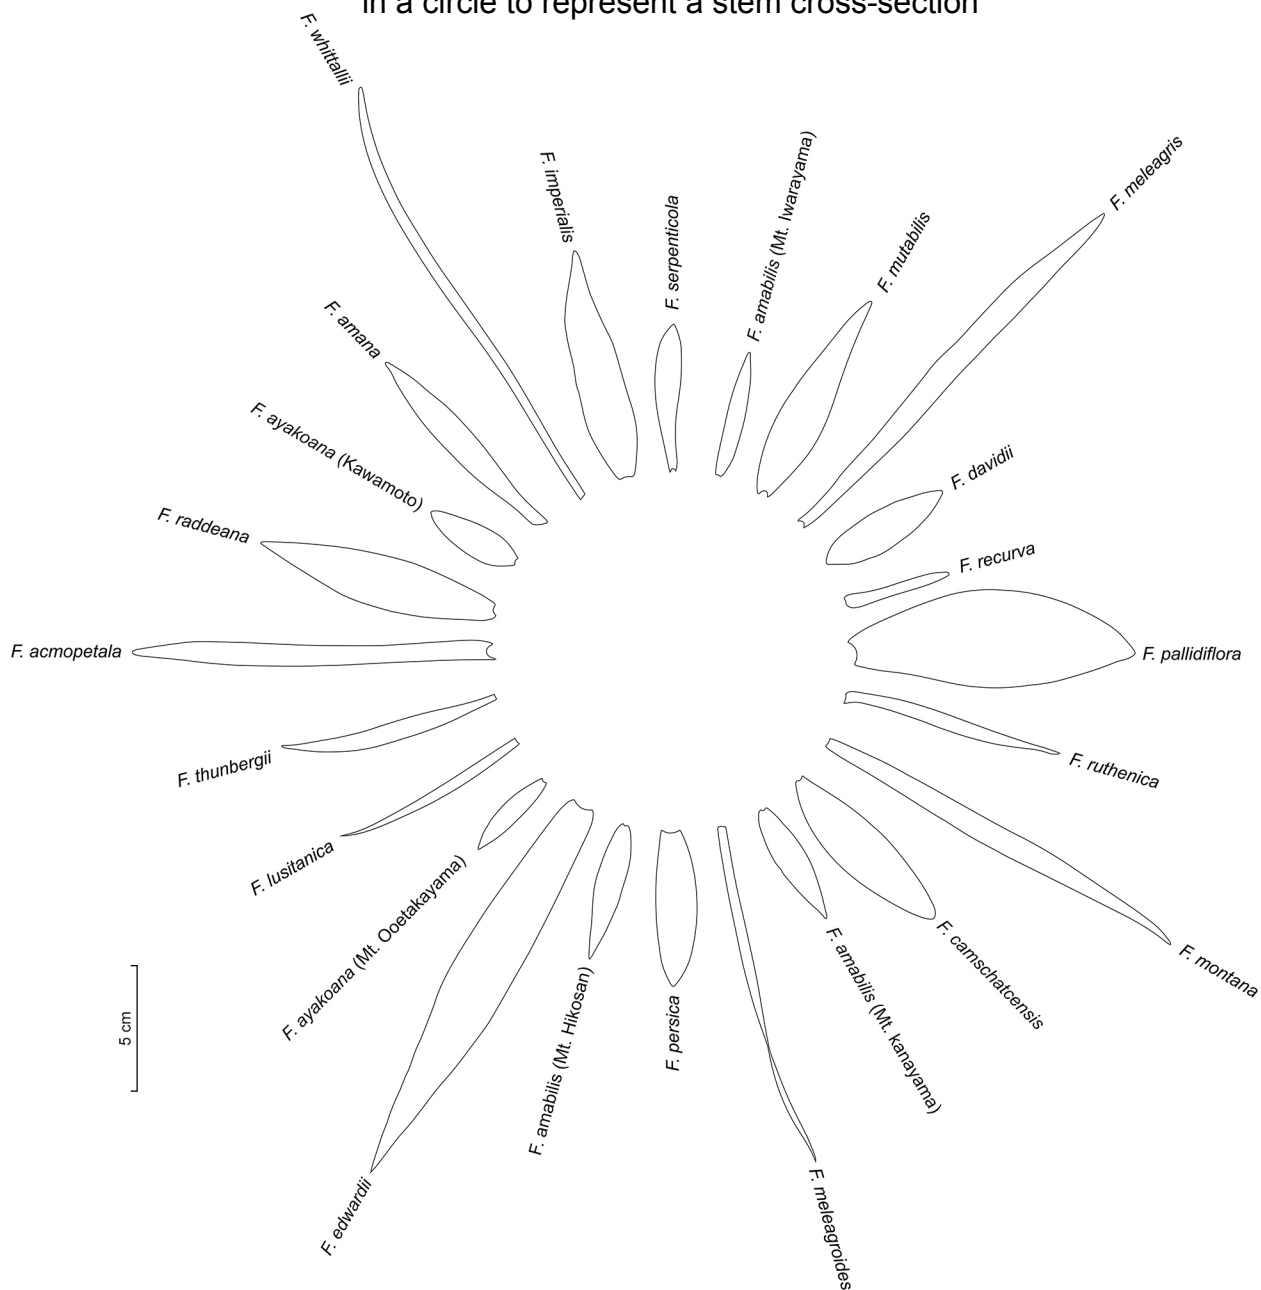 in a circle to represent a stem cross-section
F. whittallii
F. imperialis
F. serpenticola
F. amabilis (Mt. Iwarayama)
F. mutabilis
F. meleagris
F. amana
F. ayakoana (Kawamoto)
F. davidii
F. raddeana
F. recurva
F. acmopetala
F. pallidiflora
F. thunbergii
F. ruthenica
F. lusitanica
F. ayakoana (Mt. Ooetakayama)
F. montana
F. camschatcensis
F. amabilis (Mt. kanayama)
5 cm
F. amabilis (Mt. Hikosan)
F. persica
F. edwardii
F. meleagroides